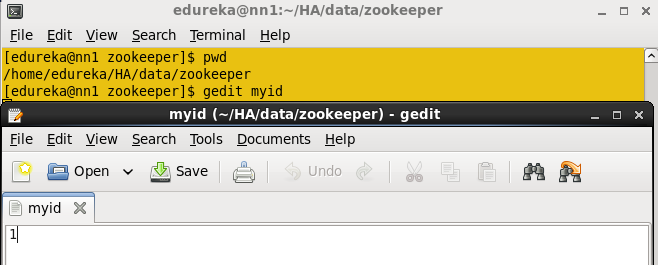 edureka@nn1:~/HA/data/zookeeper
File Edit View Search Terminal Help
[edureka@nn1 zookeeper]$ pwd
/home/edureka/HA/data/zookeeper
[edureka@nn1 zookeeper]$ gedit myid
myid (~/HA/data/zookeeper) - gedit
File Edit View Search Tools Documents Help
Open Save Undo
myid
1